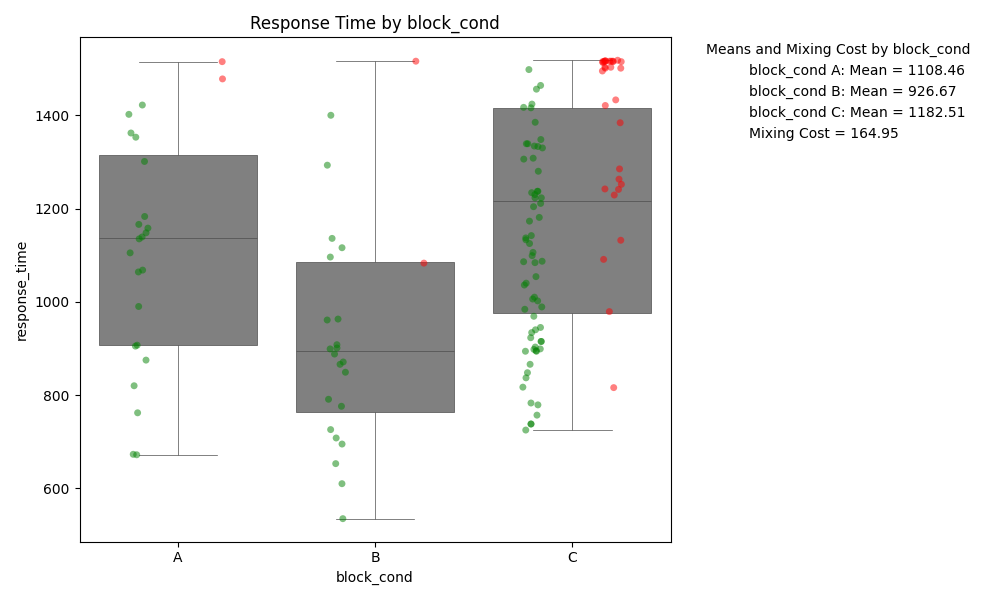 Response Time by block_cond
Means and Mixing Cost by block_cond
block_cond A: Mean = 1108.46
block_cond B: Mean = 926.67
block_cond C: Mean = 1182.51
Mixing Cost = 164.95
response_time
1400
1200
1000
800
600
A
B
C
block_cond